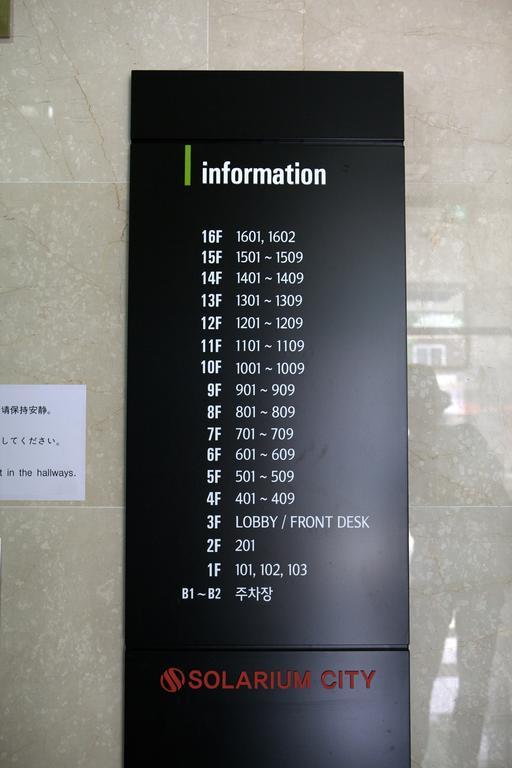 information
16F 1601, 1602
15F 1501 ~ 1509
14F 1401 ~ 1409
13F 1301 ~ 1309
12F 1201 ~ 1209
11F 1101 ~ 1109
10F 1001 ~ 1009
9F 901 ~ 909
8F 801 ~ 809
7F 701 ~ 709
6F 601 ~ 609
5F 501 ~ 509
4F 401 ~ 409
3F LOBBY / FRONT DESK
2F 201
1F 101, 102, 103
B1 ~ B2 주차장
SOLARIUM CITY
请保持安静。
してください。
t in the hallways.